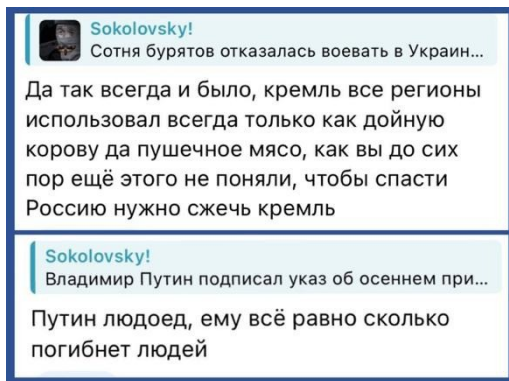 Sokolovsky!
Сотня бурятов отказалась воевать в Украин...
Да так всегда и было, кремль все регионы
использовал всегда только как дойную
корову да пушечное мясо, как вы до сих
пор ещё этого не поняли, чтобы спасти
Россию нужно сжечь кремль
Sokolovsky!
Владимир Путин подписал указ об осеннем при...
Путин людоед, ему всё равно сколько
погибнет людей